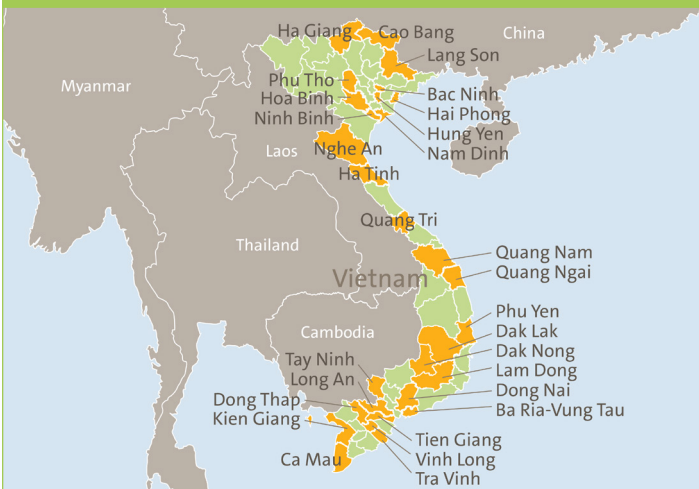 Ha Giang
Cao Bang
China
Lang Son
Myanmar
Phu Tho
Bac Ninh
Hoa Binh
Hai Phong
Ninh Binh
Hung Yen
Laos
Nghe An
Nam Dinh
Ha Tinh
Quang Tri
Thailand
Quang Nam
Quang Ngai
Vietnam
Phu Yen
Cambodia
Dak Lak
Tay Ninh
Dak Nong
Long An
Lam Dong
Dong Thap
Dong Nai
Kien Giang
Ba Ria-Vung Tau
Tien Giang
Ca Mau
Vinh Long
Tra Vinh